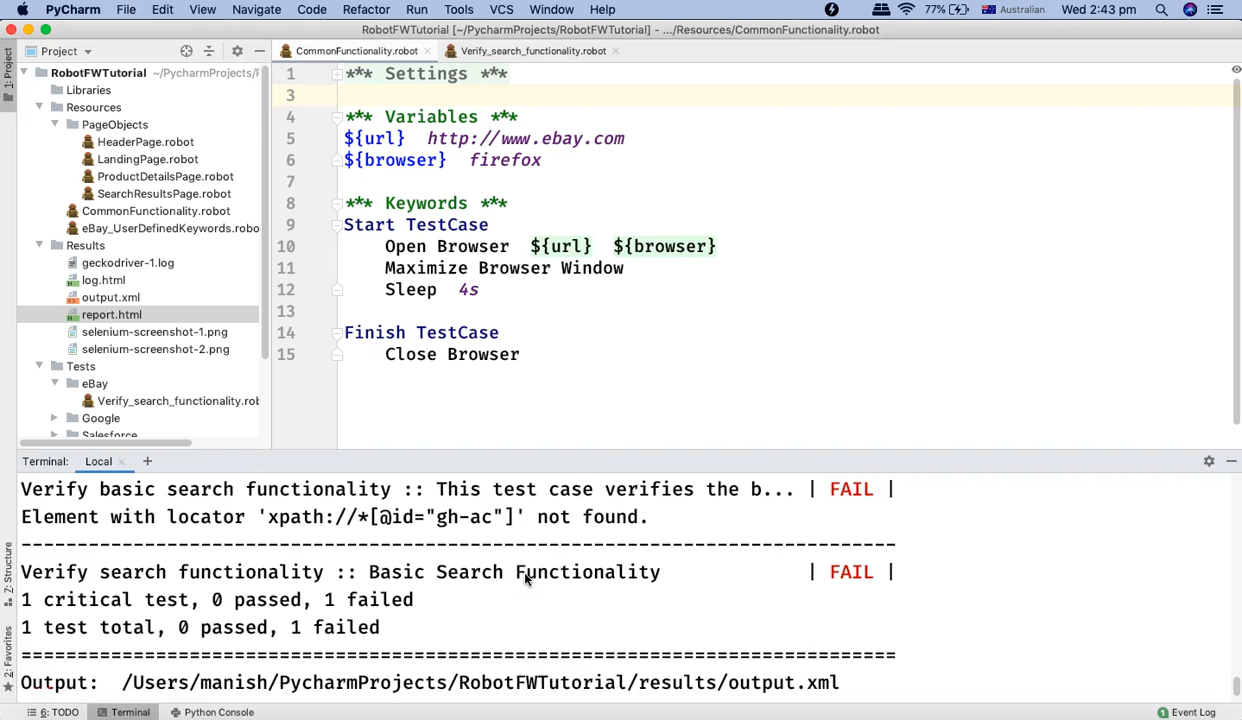 PyCharm File Edit View Navigate Code Refactor Run Tools VCS Window Help 77% Australian Wed 2:43 pm
RobotFWTutorial [~/PycharmProjects/RobotFWTutorial] - .../Resources/CommonFunctionality.robot
1: Project
Project
CommonFunctionality.robot
Verify_search_functionality.robot
RobotFWTutorial ~/PycharmProjects/
Libraries
Resources
PageObjects
HeaderPage.robot
LandingPage.robot
ProductDetailsPage.robot
SearchResultsPage.robot
CommonFunctionality.robot
eBay_UserDefinedKeywords.robo
Results
geckodriver-1.log
log.html
output.xml
report.html
selenium-screenshot-1.png
selenium-screenshot-2.png
Tests
eBay
Verify_search_functionality.rob
Google
Salesforce
1 *** Settings ***
3
4 *** Variables ***
5 ${url}  http://www.ebay.com
6 ${browser}  firefox
7
8 *** Keywords ***
9 Start TestCase
10 Open Browser  ${url}  ${browser}
11 Maximize Browser Window
12 Sleep  4s
13
14 Finish TestCase
15 Close Browser
Terminal: Local
Verify basic search functionality :: This test case verifies the b... | FAIL |
Element with locator 'xpath://*[@id="gh-ac"]' not found.
------------------------------------------------------------------------------
Verify search functionality :: Basic Search Functionality | FAIL |
1 critical test, 0 passed, 1 failed
1 test total, 0 passed, 1 failed
==============================================================================
Output:  /Users/manish/PycharmProjects/RobotFWTutorial/results/output.xml
Z: Structure
2: Favorites
6: TODO Terminal Python Console 1 Event Log